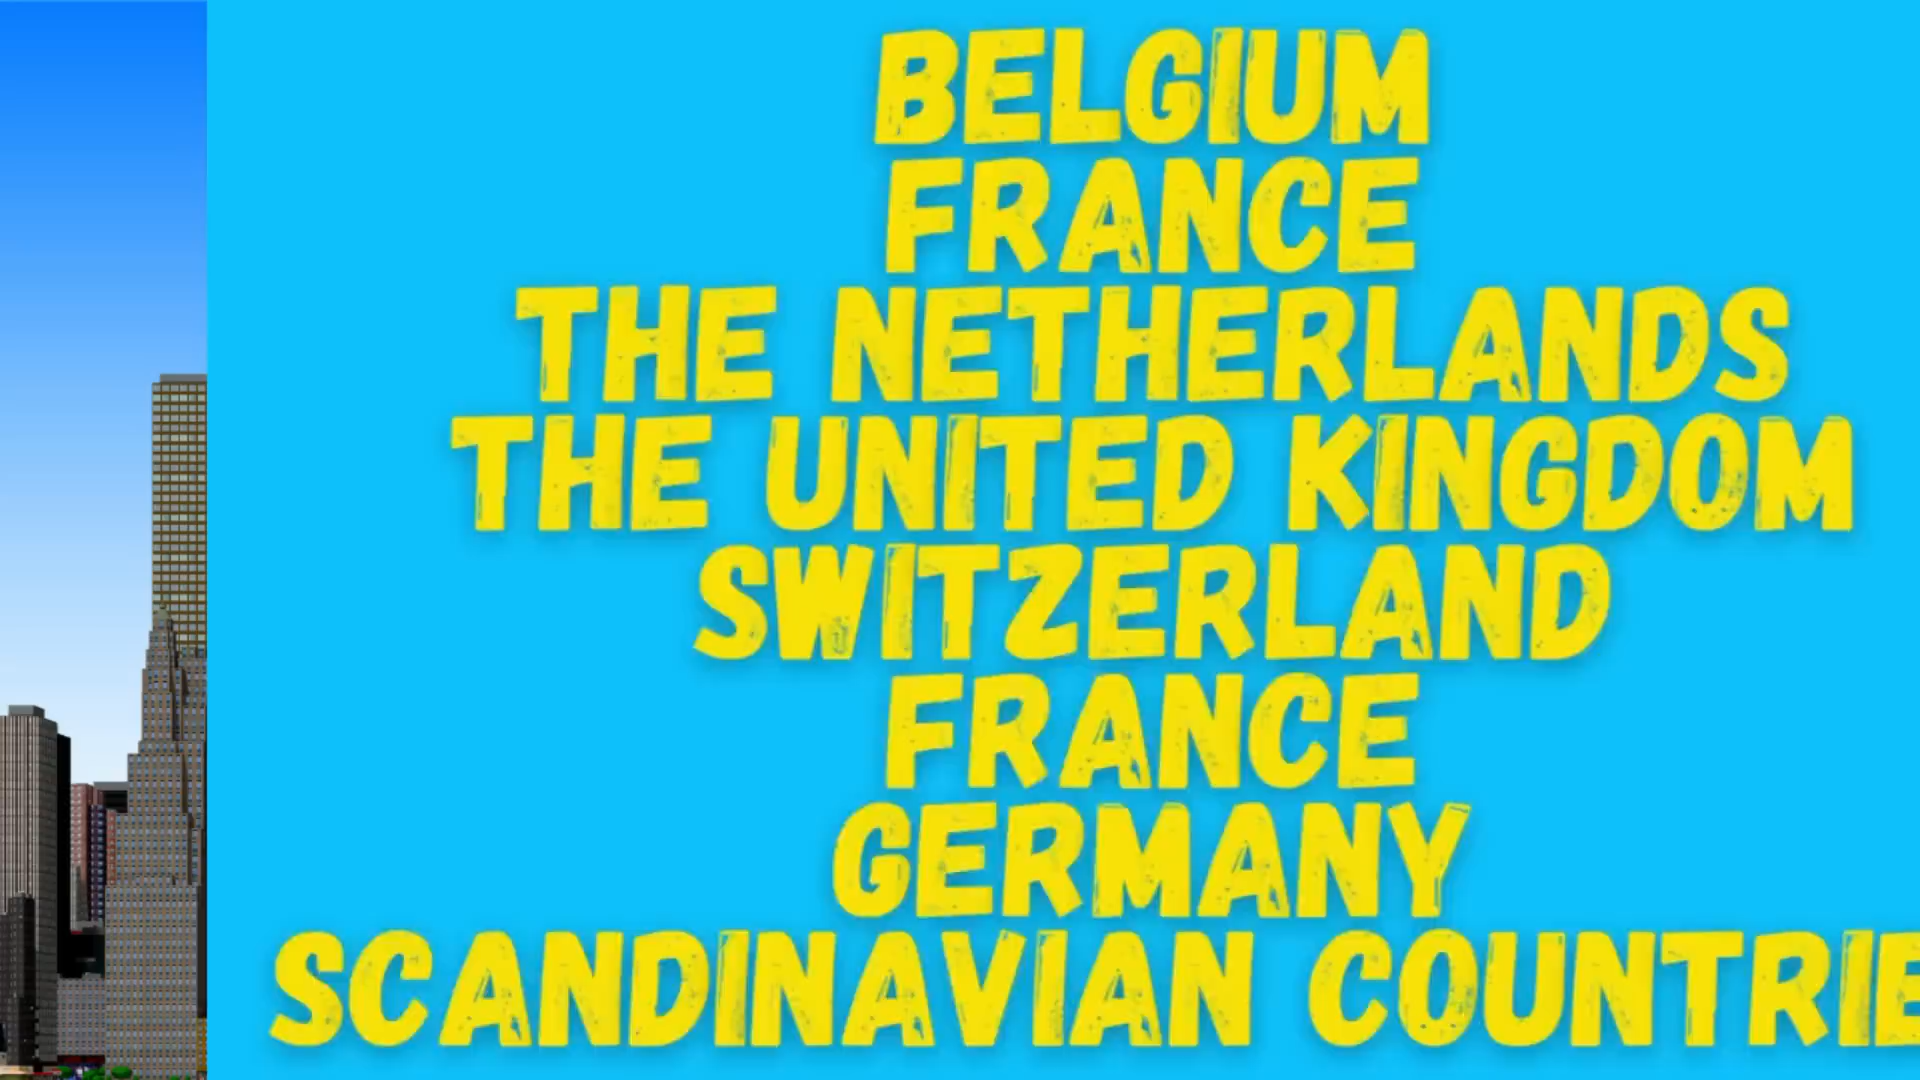 BELGIUM
FRANCE
THE NETHERLANDS
THE UNITED KINGDOM
SWITZERLAND
FRANCE
GERMANY
SCANDINAVIAN COUNTRIE